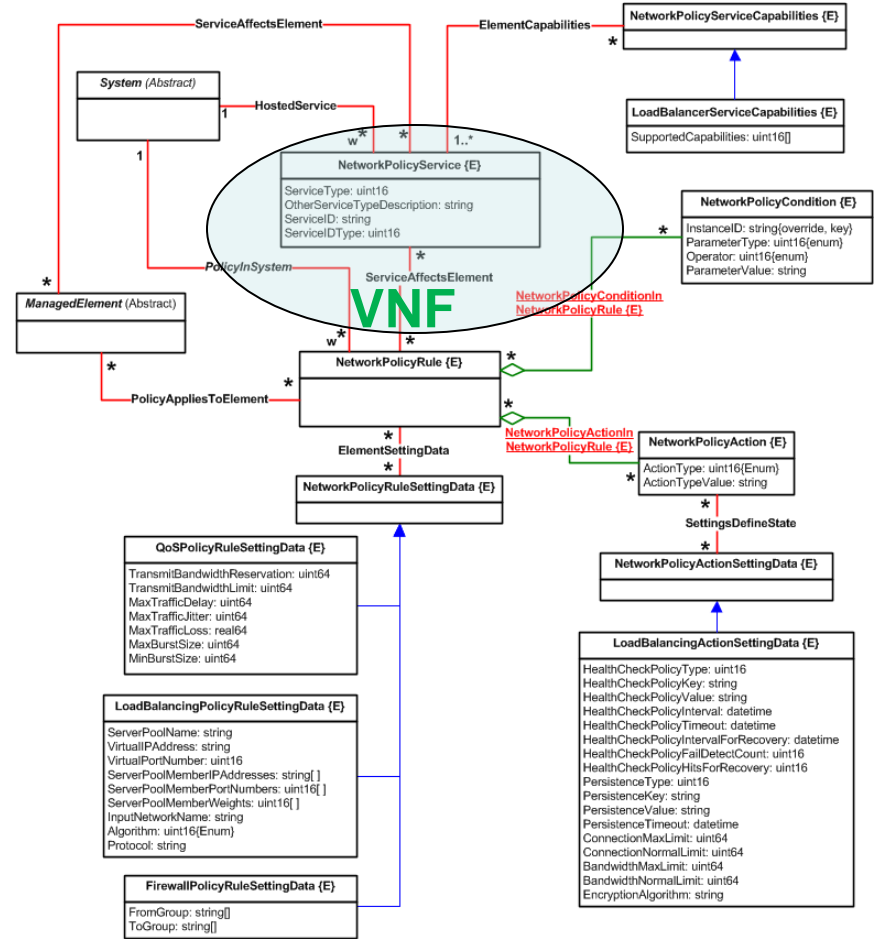 ServiceAffectsElement
ElementCapabilities
NetworkPolicyServiceCapabilities {E}
*
*
System (Abstract)
HostedService
1
1
w*
*
1..*
LoadBalancerServiceCapabilities {E}
SupportedCapabilities: uint16[]
NetworkPolicyService {E}
ServiceType: uint16
OtherServiceTypeDescription: string
ServiceID: string
ServiceIDType: uint16
*
NetworkPolicyCondition {E}
InstanceID: string{override, key}
ParameterType: uint16{enum}
Operator: uint16{enum}
ParameterValue: string
*
PolicyInSystem
ServiceAffectsElement
VNF
NetworkPolicyConditionIn
NetworkPolicyRule {E}
*
ManagedElement (Abstract)
*
w*
*
NetworkPolicyRule {E}
*
*
PolicyAppliesToElement
*
*
NetworkPolicyActionIn
NetworkPolicyRule {E}
*
NetworkPolicyAction {E}
ActionType: uint16{Enum}
ActionTypeValue: string
*
ElementSettingData
*
NetworkPolicyRuleSettingData {E}
*
SettingsDefineState
*
NetworkPolicyActionSettingData {E}
QoSPolicyRuleSettingData {E}
TransmitBandwidthReservation: uint64
TransmitBandwidthLimit: uint64
MaxTrafficDelay: uint64
MaxTrafficJitter: uint64
MaxTrafficLoss: real64
MaxBurstSize: uint64
MinBurstSize: uint64
LoadBalancingActionSettingData {E}
HealthCheckPolicyType: uint16
HealthCheckPolicyKey: string
HealthCheckPolicyValue: string
HealthCheckPolicyInterval: datetime
HealthCheckPolicyTimeout: datetime
HealthCheckPolicyIntervalForRecovery: datetime
HealthCheckPolicyFailDetectCount: uint16
HealthCheckPolicyHitsForRecovery: uint16
PersistenceType: uint16
PersistenceKey: string
PersistenceValue: string
PersistenceTimeout: datetime
ConnectionMaxLimit: uint64
ConnectionNormalLimit: uint64
BandwidthMaxLimit: uint64
BandwidthNormalLimit: uint64
EncryptionAlgorithm: string
LoadBalancingPolicyRuleSettingData {E}
ServerPoolName: string
VirtualIPAddress: string
VirtualPortNumber: uint16
ServerPoolMemberIPAddresses: string[ ]
ServerPoolMemberPortNumbers: uint16[ ]
ServerPoolMemberWeights: uint16[ ]
InputNetworkName: string
Algorithm: uint16{Enum}
Protocol: string
FirewallPolicyRuleSettingData {E}
FromGroup: string[]
ToGroup: string[]